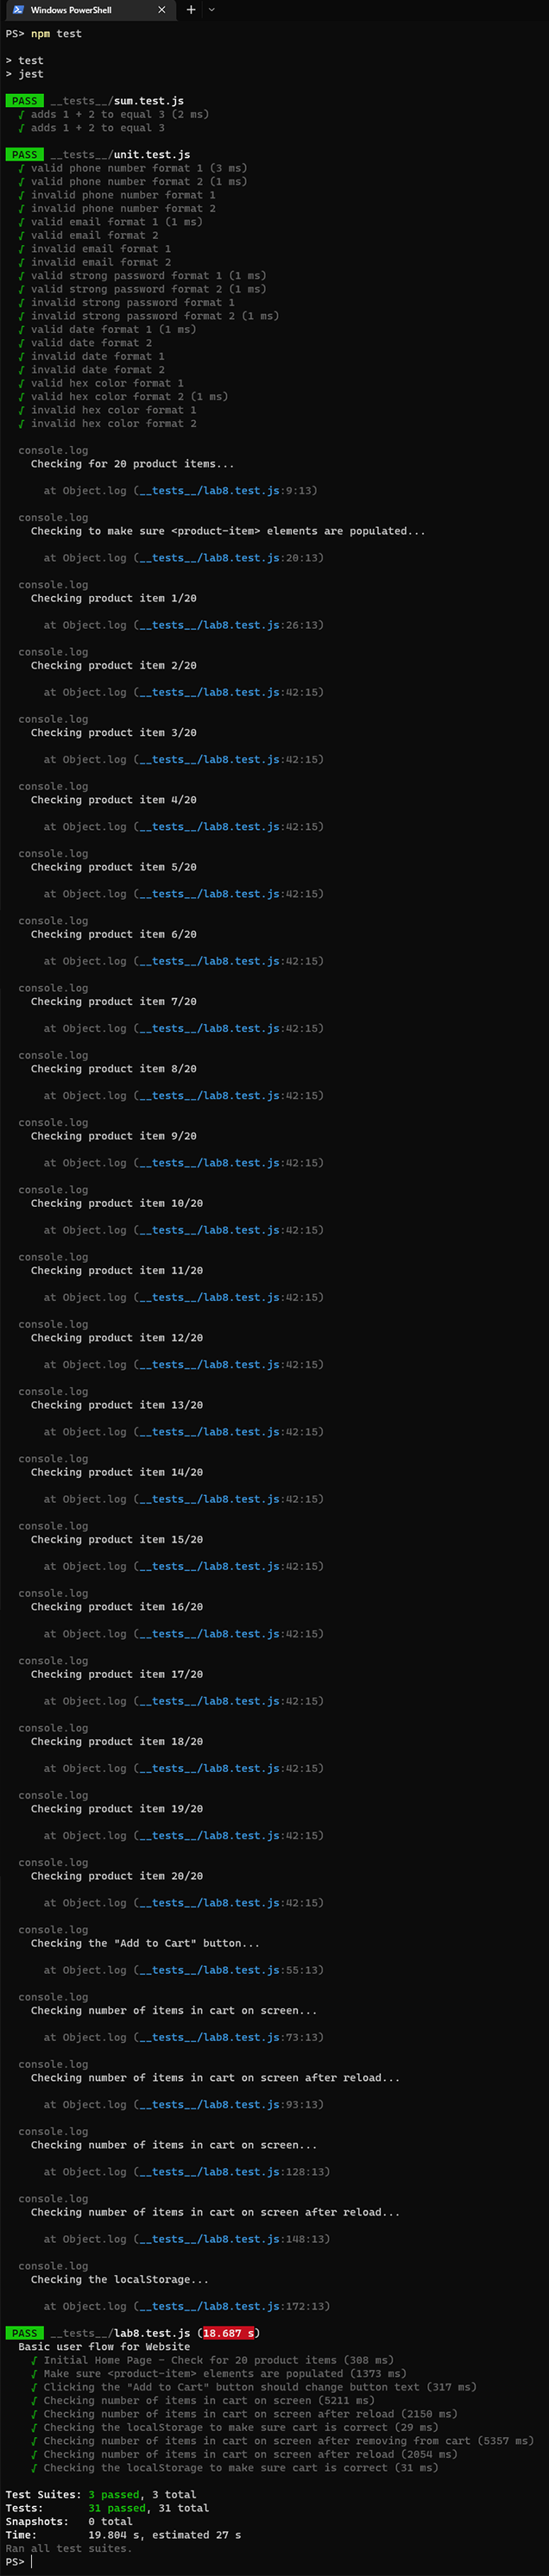 Windows PowerShell
PS> npm test
> test
> jest
PASS __tests__/sum.test.js
√ adds 1 + 2 to equal 3 (2 ms)
√ adds 1 + 2 to equal 3
PASS __tests__/unit.test.js
√ valid phone number format 1 (3 ms)
√ valid phone number format 2 (1 ms)
√ invalid phone number format 1
√ invalid phone number format 2
√ valid email format 1 (1 ms)
√ valid email format 2
√ invalid email format 1
√ invalid email format 2
√ valid strong password format 1 (1 ms)
√ valid strong password format 2 (1 ms)
√ invalid strong password format 1
√ invalid strong password format 2 (1 ms)
√ valid date format 1 (1 ms)
√ valid date format 2
√ invalid date format 1
√ invalid date format 2
√ valid hex color format 1
√ valid hex color format 2 (1 ms)
√ invalid hex color format 1
√ invalid hex color format 2
console.log
Checking for 20 product items...
at Object.log (__tests__/lab8.test.js:9:13)
console.log
Checking to make sure <product-item> elements are populated...
at Object.log (__tests__/lab8.test.js:20:13)
console.log
Checking product item 1/20
at Object.log (__tests__/lab8.test.js:26:13)
console.log
Checking product item 2/20
at Object.log (__tests__/lab8.test.js:42:15)
console.log
Checking product item 3/20
at Object.log (__tests__/lab8.test.js:42:15)
console.log
Checking product item 4/20
at Object.log (__tests__/lab8.test.js:42:15)
console.log
Checking product item 5/20
at Object.log (__tests__/lab8.test.js:42:15)
console.log
Checking product item 6/20
at Object.log (__tests__/lab8.test.js:42:15)
console.log
Checking product item 7/20
at Object.log (__tests__/lab8.test.js:42:15)
console.log
Checking product item 8/20
at Object.log (__tests__/lab8.test.js:42:15)
console.log
Checking product item 9/20
at Object.log (__tests__/lab8.test.js:42:15)
console.log
Checking product item 10/20
at Object.log (__tests__/lab8.test.js:42:15)
console.log
Checking product item 11/20
at Object.log (__tests__/lab8.test.js:42:15)
console.log
Checking product item 12/20
at Object.log (__tests__/lab8.test.js:42:15)
console.log
Checking product item 13/20
at Object.log (__tests__/lab8.test.js:42:15)
console.log
Checking product item 14/20
at Object.log (__tests__/lab8.test.js:42:15)
console.log
Checking product item 15/20
at Object.log (__tests__/lab8.test.js:42:15)
console.log
Checking product item 16/20
at Object.log (__tests__/lab8.test.js:42:15)
console.log
Checking product item 17/20
at Object.log (__tests__/lab8.test.js:42:15)
console.log
Checking product item 18/20
at Object.log (__tests__/lab8.test.js:42:15)
console.log
Checking product item 19/20
at Object.log (__tests__/lab8.test.js:42:15)
console.log
Checking product item 20/20
at Object.log (__tests__/lab8.test.js:42:15)
console.log
Checking the "Add to Cart" button...
at Object.log (__tests__/lab8.test.js:55:13)
console.log
Checking number of items in cart on screen...
at Object.log (__tests__/lab8.test.js:73:13)
console.log
Checking number of items in cart on screen after reload...
at Object.log (__tests__/lab8.test.js:93:13)
console.log
Checking number of items in cart on screen...
at Object.log (__tests__/lab8.test.js:128:13)
console.log
Checking number of items in cart on screen after reload...
at Object.log (__tests__/lab8.test.js:148:13)
console.log
Checking the localStorage...
at Object.log (__tests__/lab8.test.js:172:13)
PASS __tests__/lab8.test.js (18.687 s)
Basic user flow for Website
√ Initial Home Page - Check for 20 product items (308 ms)
√ Make sure <product-item> elements are populated (1373 ms)
√ Clicking the "Add to Cart" button should change button text (317 ms)
√ Checking number of items in cart on screen (5211 ms)
√ Checking number of items in cart on screen after reload (2150 ms)
√ Checking the localStorage to make sure cart is correct (29 ms)
√ Checking number of items in cart on screen after removing from cart (5357 ms)
√ Checking number of items in cart on screen after reload (2054 ms)
√ Checking the localStorage to make sure cart is correct (31 ms)
Test Suites: 3 passed, 3 total
Tests: 31 passed, 31 total
Snapshots: 0 total
Time: 19.804 s, estimated 27 s
Ran all test suites.
PS>